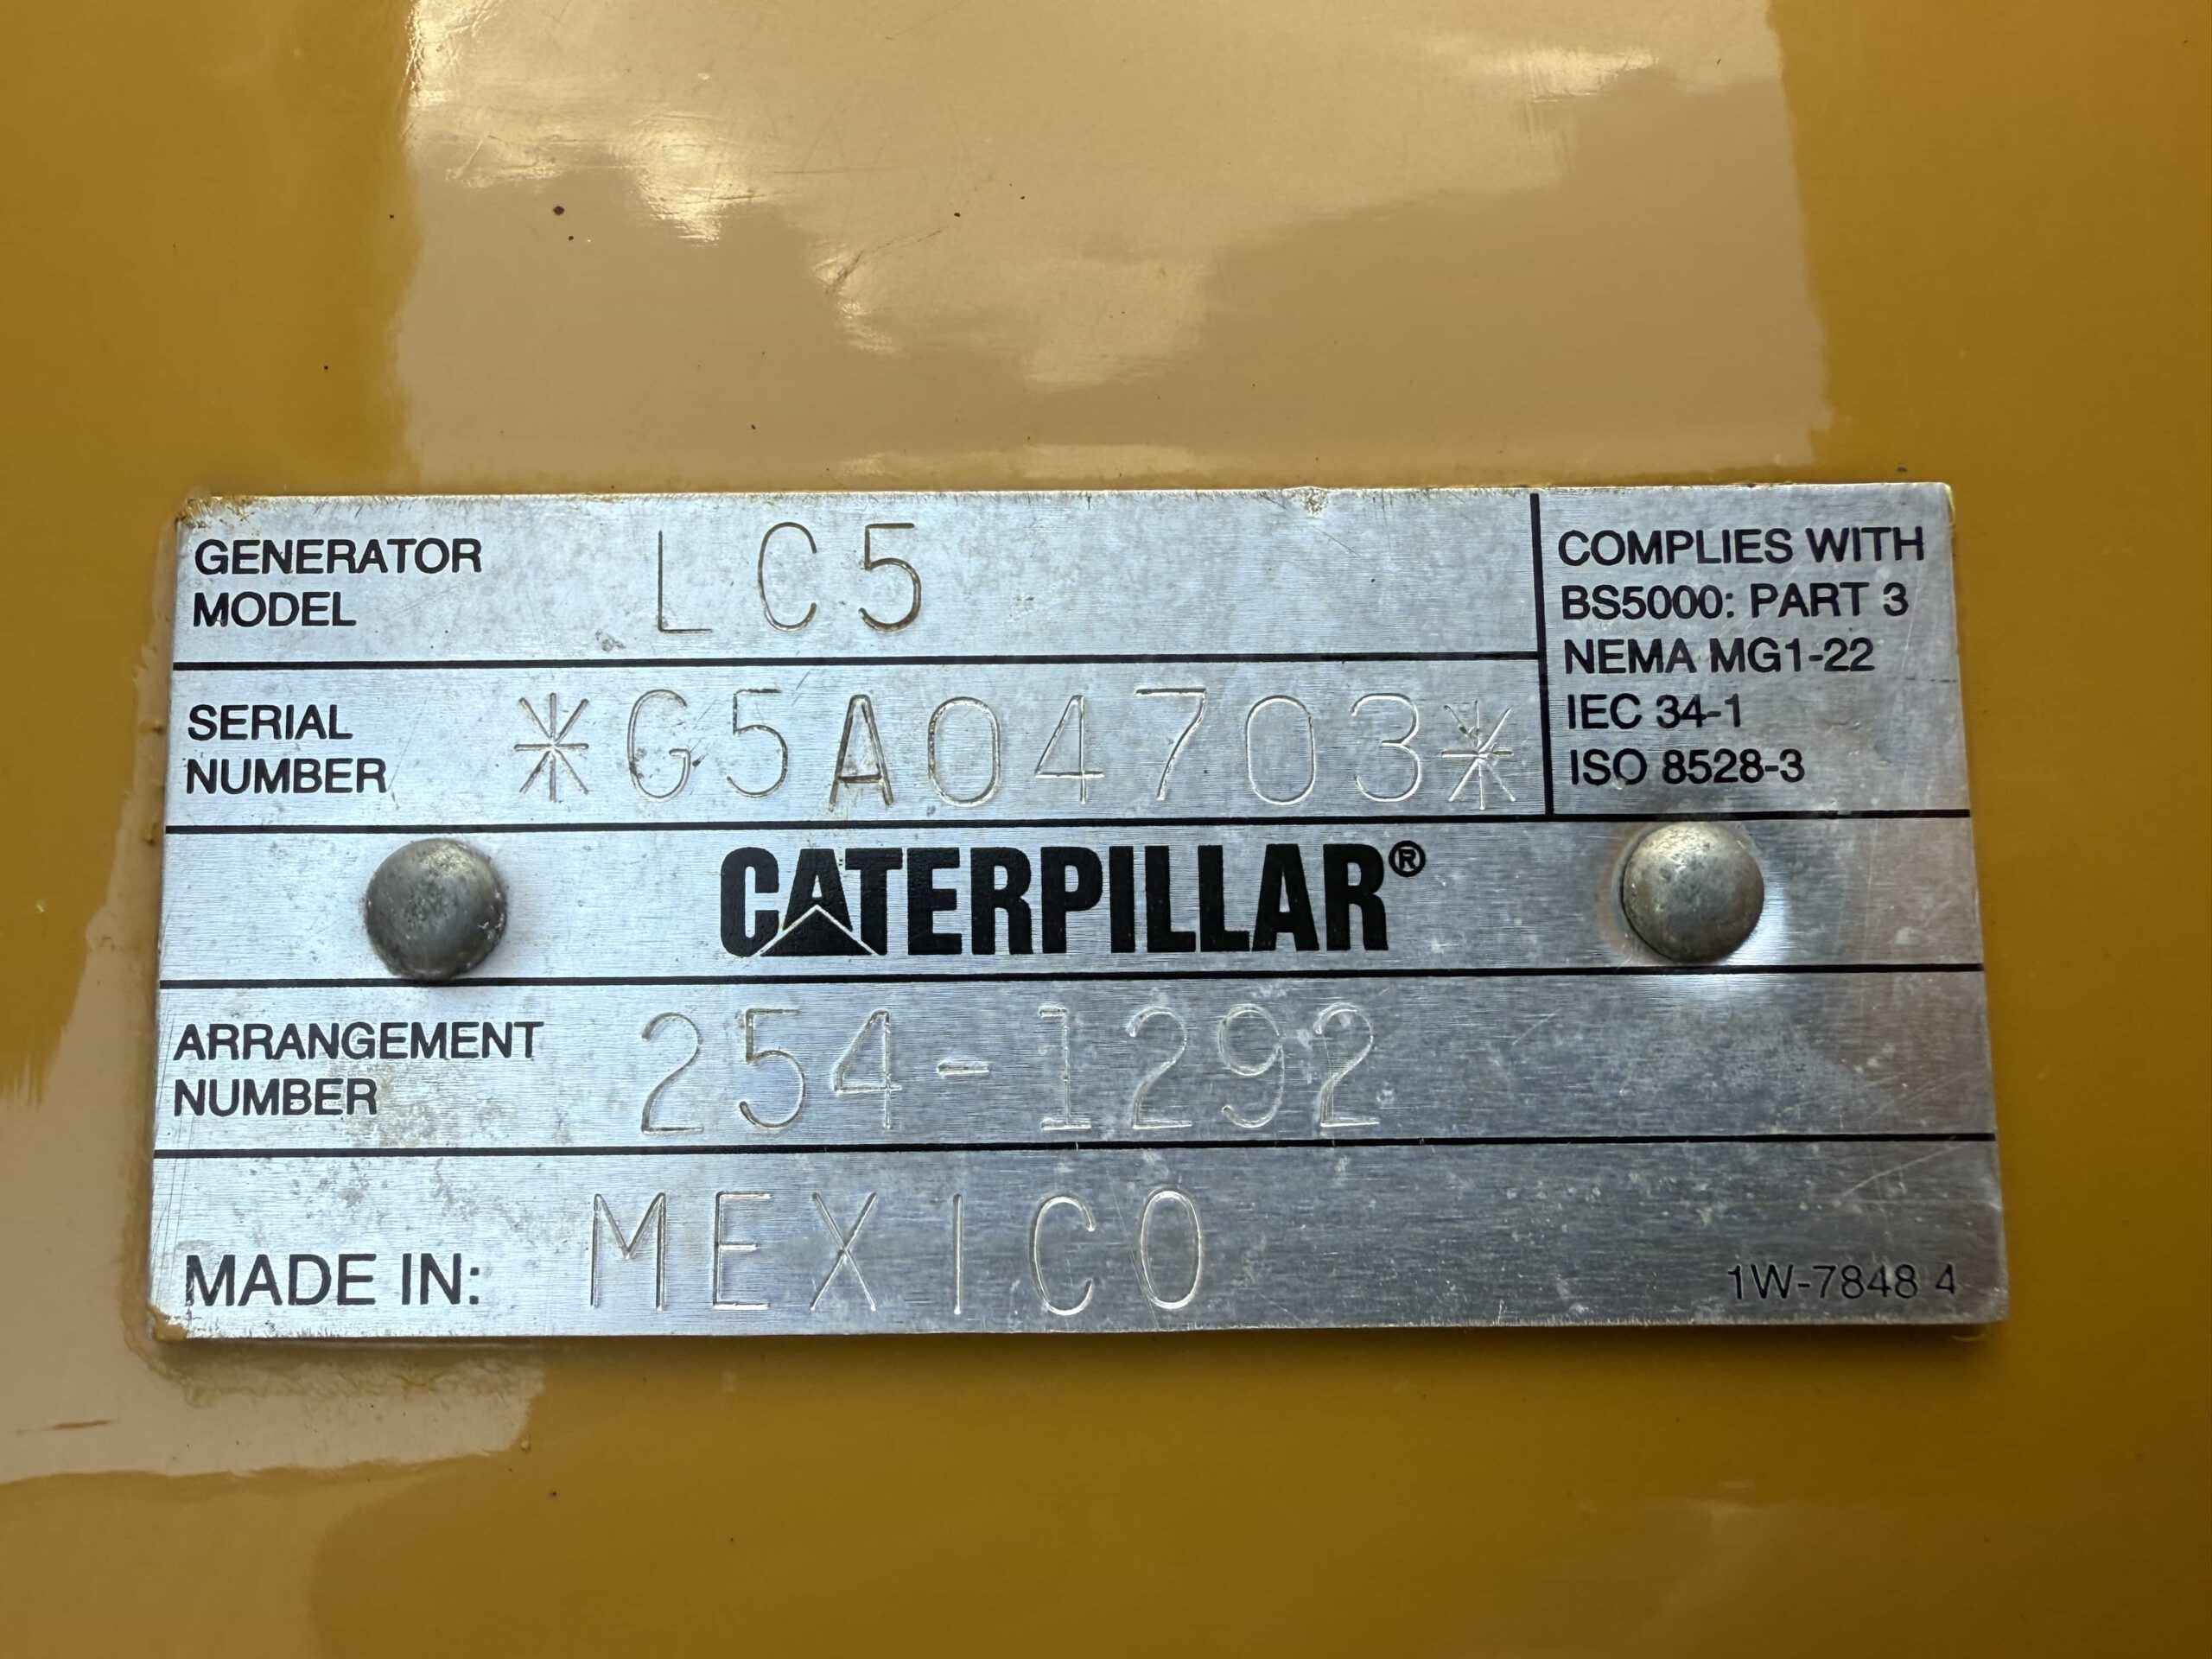 GENERATOR MODEL LC5
SERIAL NUMBER *G5A04703*
COMPLIES WITH
BS5000: PART 3
NEMA MG1-22
IEC 34-1
ISO 8528-3
CATERPILLAR®
ARRANGEMENT NUMBER 254-1292
MADE IN: MEXICO
1W-7848 4